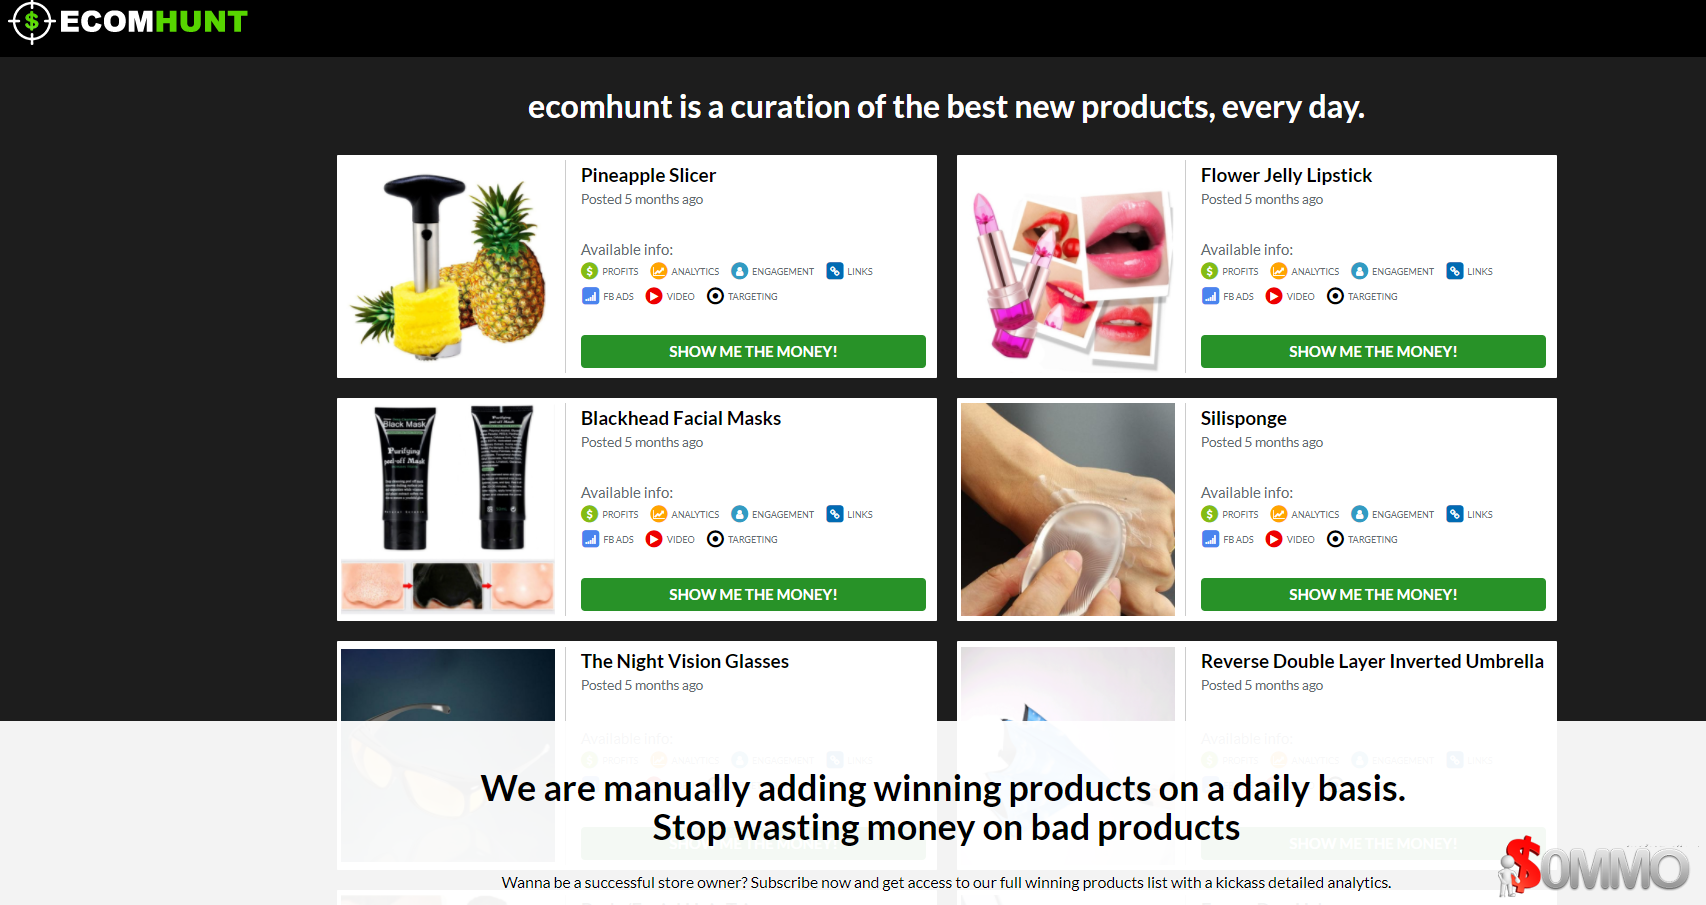 ECOMHUNT
ecomhunt is a curation of the best new products, every day.
Pineapple Slicer
Posted 5 months ago
Available info:
PROFITS ANALYTICS ENGAGEMENT LINKS
FB ADS VIDEO TARGETING
SHOW ME THE MONEY!
Flower Jelly Lipstick
Posted 5 months ago
Available info:
PROFITS ANALYTICS ENGAGEMENT LINKS
FB ADS VIDEO TARGETING
SHOW ME THE MONEY!
Black Mask
Purifying
peel-off Mask
Purifying
Blackhead Facial Masks
Posted 5 months ago
Available info:
PROFITS ANALYTICS ENGAGEMENT LINKS
FB ADS VIDEO TARGETING
SHOW ME THE MONEY!
Silisponge
Posted 5 months ago
Available info:
PROFITS ANALYTICS ENGAGEMENT LINKS
FB ADS VIDEO TARGETING
SHOW ME THE MONEY!
The Night Vision Glasses
Posted 5 months ago
Available info:
PROFITS ANALYTICS ENGAGEMENT LINKS
SHOW ME THE MONEY!
Reverse Double Layer Inverted Umbrella
Posted 5 months ago
Available info:
PROFITS ANALYTICS ENGAGEMENT LINKS
SHOW ME THE MONEY!
We are manually adding winning products on a daily basis.
Stop wasting money on bad products
Wanna be a successful store owner? Subscribe now and get access to our full winning products list with a kickass detailed analytics.
$0MMO